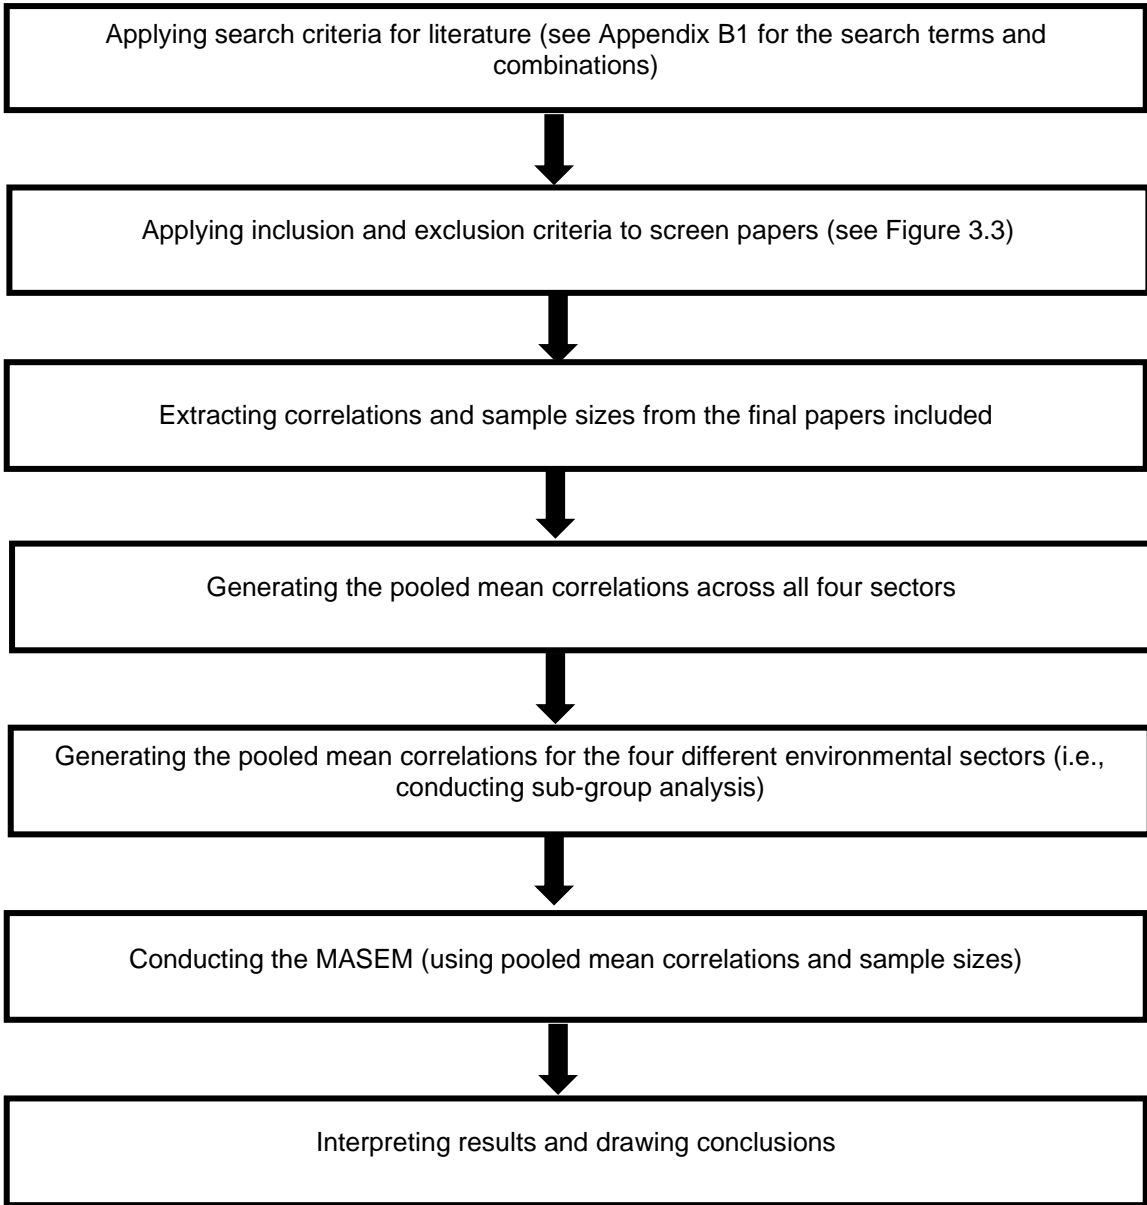 Applying search criteria for literature (see Appendix B1 for the search terms and
combinations)
Applying inclusion and exclusion criteria to screen papers (see Figure 3.3)
Extracting correlations and sample sizes from the final papers included
Generating the pooled mean correlations across all four sectors
Generating the pooled mean correlations for the four different environmental sectors (i.e.,
conducting sub-group analysis)
Conducting the MASEM (using pooled mean correlations and sample sizes)
Interpreting results and drawing conclusions